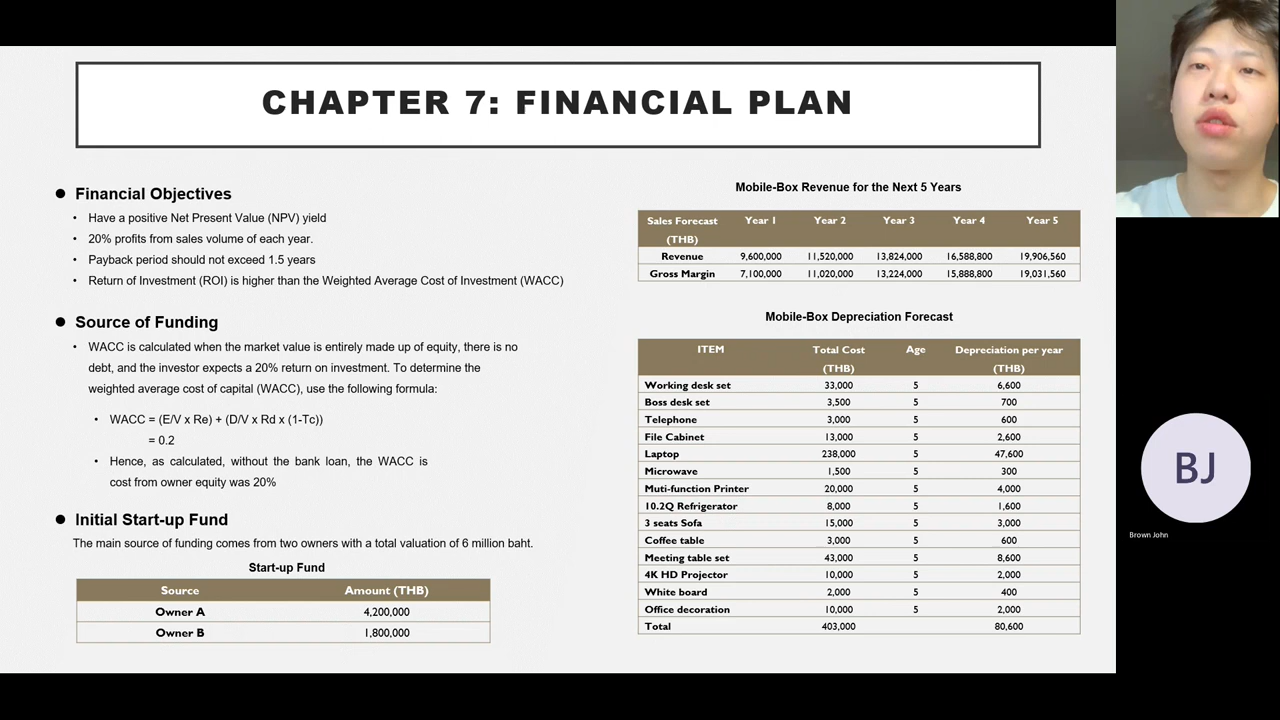 CHAPTER 7: FINANCIAL PLAN
● Financial Objectives
• Have a positive Net Present Value (NPV) yield
• 20% profits from sales volume of each year.
• Payback period should not exceed 1.5 years
• Return of Investment (ROI) is higher than the Weighted Average Cost of Investment (WACC)
● Source of Funding
• WACC is calculated when the market value is entirely made up of equity, there is no
debt, and the investor expects a 20% return on investment. To determine the
weighted average cost of capital (WACC), use the following formula:
• WACC = (E/V x Re) + (D/V x Rd x (1-Tc))
= 0.2
• Hence, as calculated, without the bank loan, the WACC is
cost from owner equity was 20%
● Initial Start-up Fund
The main source of funding comes from two owners with a total valuation of 6 million baht.
Start-up Fund
Source Amount (THB)
Owner A 4,200,000
Owner B 1,800,000
Mobile-Box Revenue for the Next 5 Years
Sales Forecast Year 1 Year 2 Year 3 Year 4 Year 5
(THB)
Revenue 9,600,000 11,520,000 13,824,000 16,588,800 19,906,560
Gross Margin 7,100,000 11,020,000 13,224,000 15,888,800 19,031,560
Mobile-Box Depreciation Forecast
ITEM Total Cost Age Depreciation per year
(THB) (THB)
Working desk set 33,000 5 6,600
Boss desk set 3,500 5 700
Telephone 3,000 5 600
File Cabinet 13,000 5 2,600
Laptop 238,000 5 47,600
Microwave 1,500 5 300
Muti-function Printer 20,000 5 4,000
10.2Q Refrigerator 8,000 5 1,600
3 seats Sofa 15,000 5 3,000
Coffee table 3,000 5 600
Meeting table set 43,000 5 8,600
4K HD Projector 10,000 5 2,000
White board 2,000 5 400
Office decoration 10,000 5 2,000
Total 403,000 80,600
BJ
Brown John